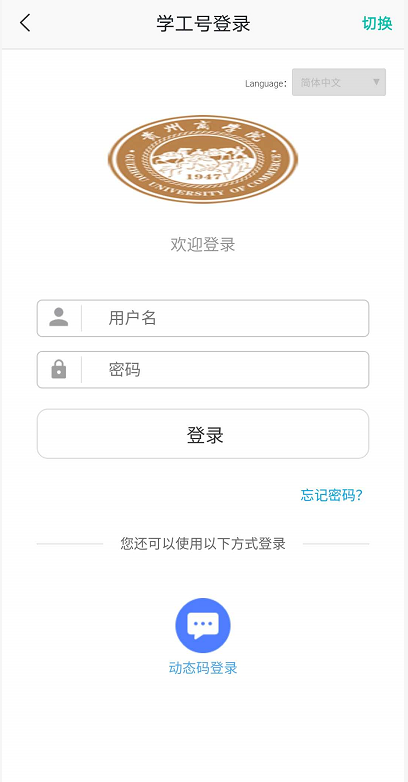 学工号登录
切换
Language：
简体中文
贵州商学院
GUIZHOU UNIVERSITY OF COMMERCE
1947
欢迎登录
用户名
密码
登录
忘记密码?
您还可以使用以下方式登录
动态码登录